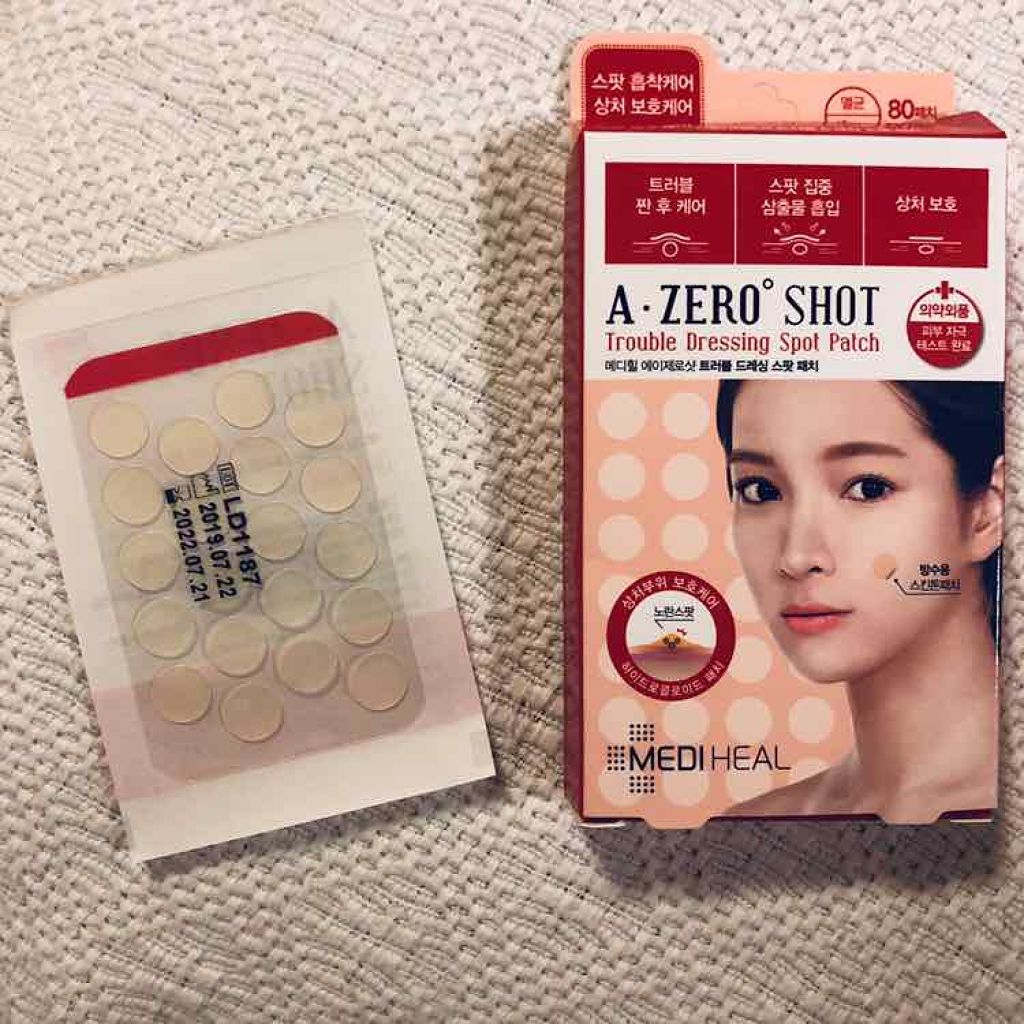 스팟 흡착케어
상처 보호케어
멸균
80패치
트러블
짠 후 케어
스팟 집중
삼출물 흡입
상처 보호
A·ZERO° SHOT
Trouble Dressing Spot Patch
메디힐 에이제로샷 트러블 드레싱 스팟 패치
의약외품
피부 자극
테스트 완료
방수용
스킨톤패치
상처부위 보호케어
노란스팟
하이드로콜로이드 패치
MEDIHEAL
LOT LD1187
2019.07.22
2022.07.21